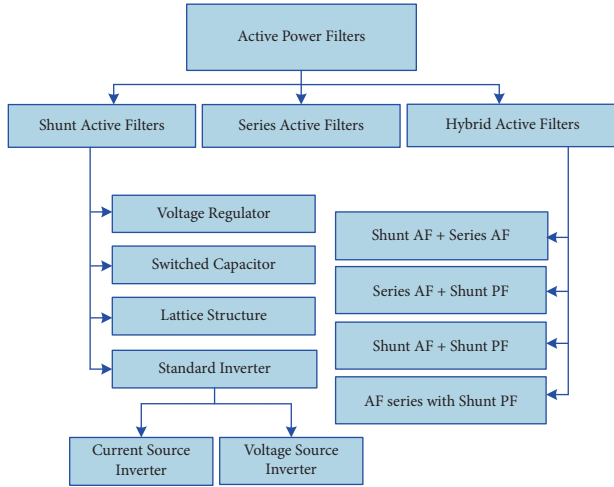 Active Power Filters
Shunt Active Filters
Series Active Filters
Hybrid Active Filters
Voltage Regulator
Switched Capacitor
Lattice Structure
Standard Inverter
Current Source
Inverter
Voltage Source
Inverter
Shunt AF + Series AF
Series AF + Shunt PF
Shunt AF + Shunt PF
AF series with Shunt PF